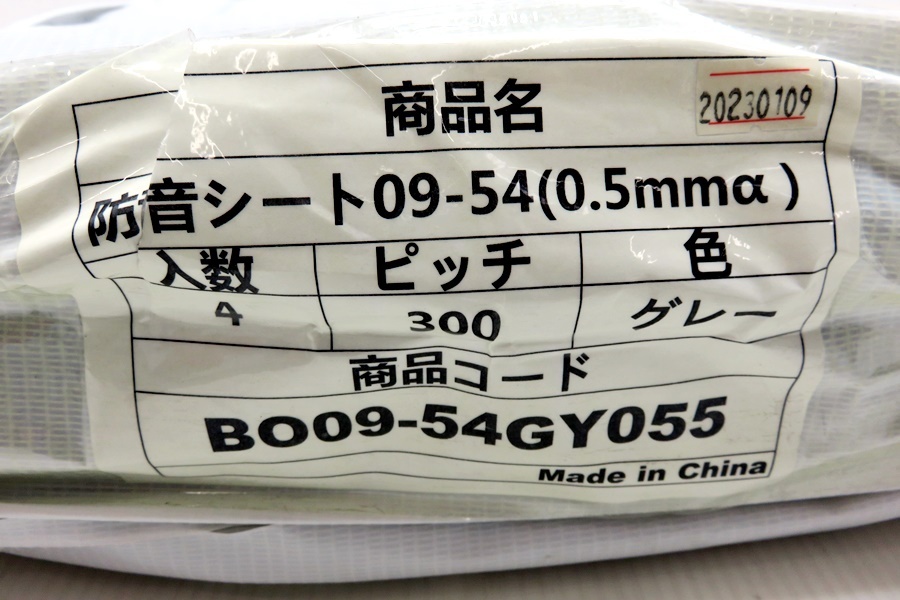 商品名
20230109
防音シート09-54(0.5mmα)
入数 ピッチ 色
4 300 グレー
商品コード
BO09-54GY055
Made in China